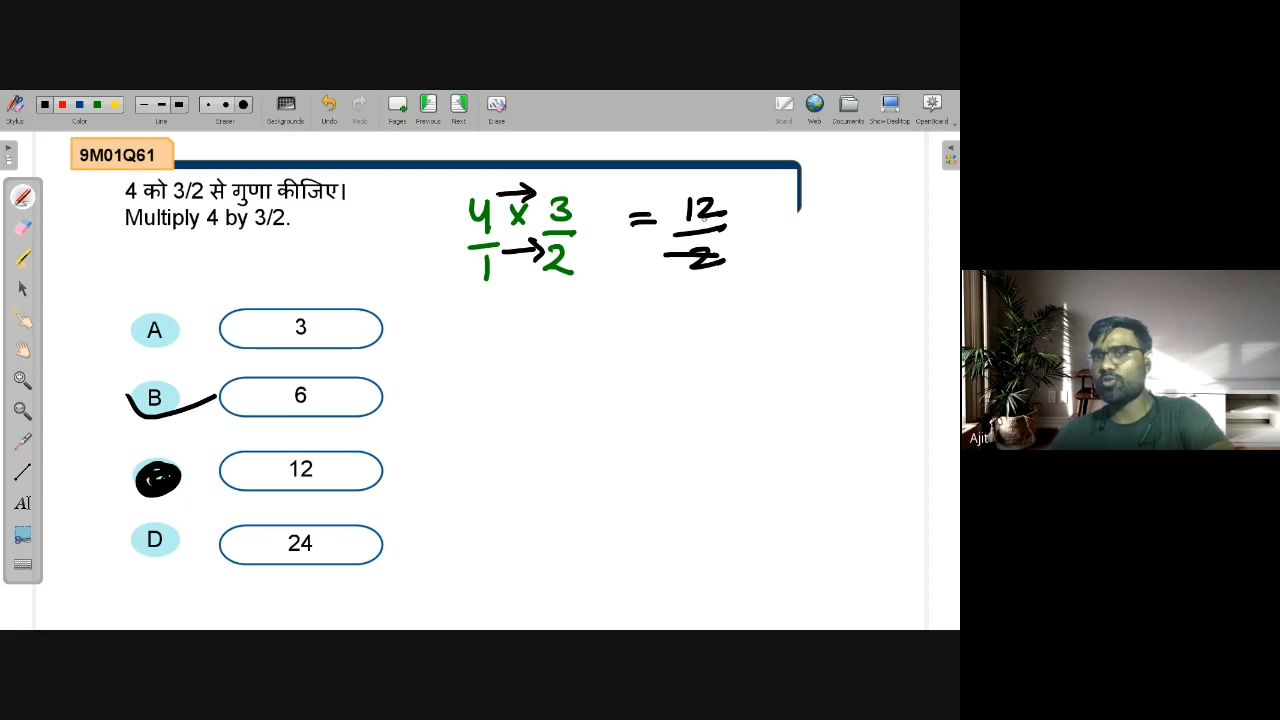 Stylus
Color
Line
Eraser
Backgrounds
Undo
Redo
Pages
Previous
Next
Erase
Board
Web
Documents
Show Desktop
OpenBoard
9M01Q61
4 को 3/2 से गुणा कीजिए।
Multiply 4 by 3/2.
4/1 x 3/2 = 12/2
A 3
B 6
12
D 24
Ajit